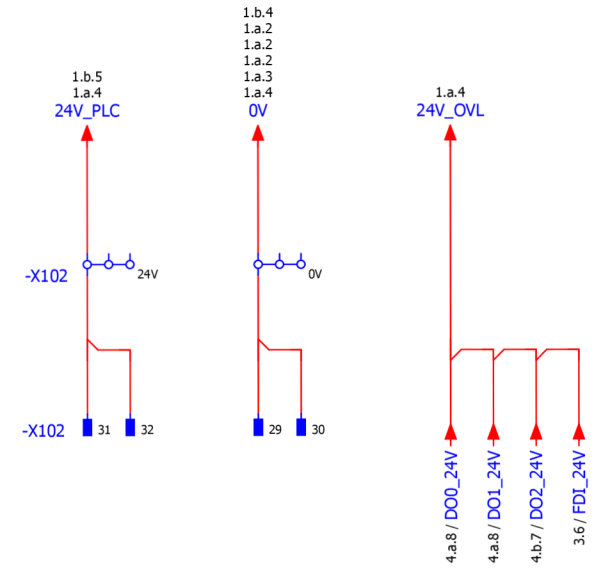 1.b.4
1.a.2
1.a.2
1.a.2
1.b.5
1.a.3
1.a.4
1.a.4
1.a.4
24V_PLC
0V
24V_OVL
-X102
24V
0V
-X102
31
32
29
30
4.a.8 / DO0_24V
4.a.8 / DO1_24V
4.b.7 / DO2_24V
3.6 / FDI_24V